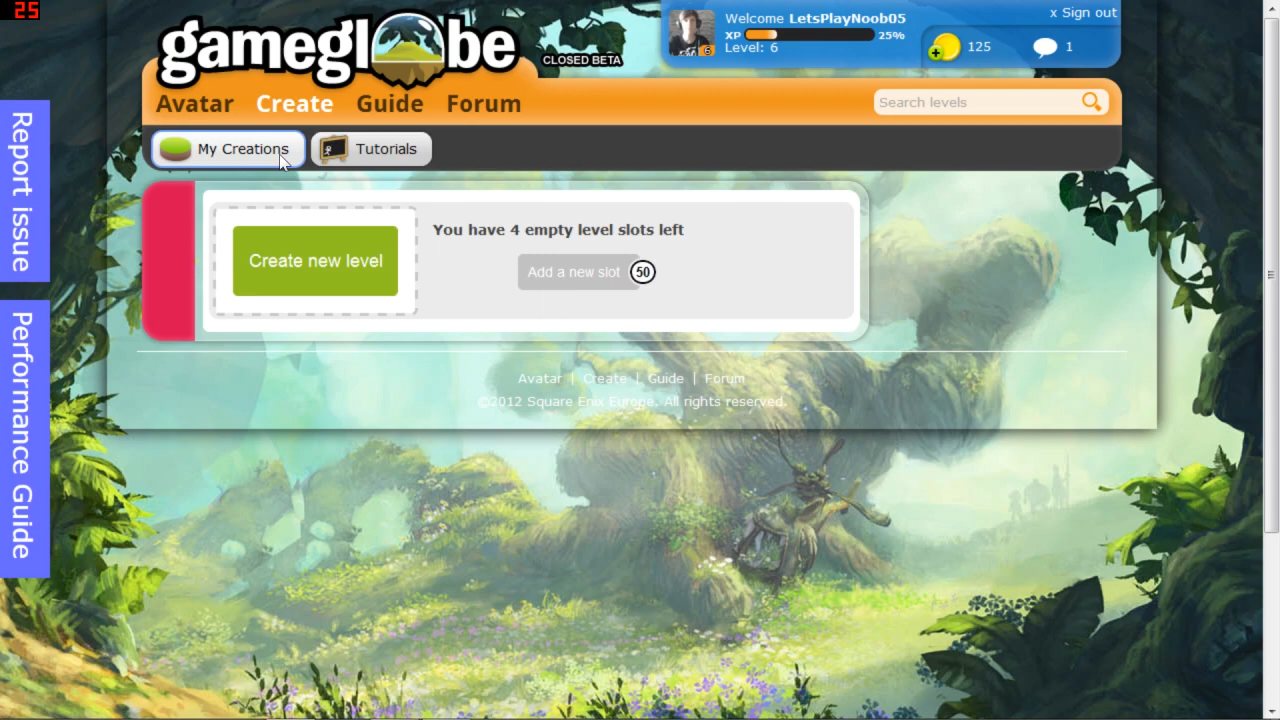 25
gameglobe
CLOSED BETA
Welcome LetsPlayNoob05
x Sign out
XP 25%
Level: 6
6
125
1
Avatar Create Guide Forum
Search levels
My Creations Tutorials
Report issue
Performance Guide
Create new level
You have 4 empty level slots left
Add a new slot 50
Avatar | Create | Guide | Forum
©2012 Square Enix Europe. All rights reserved.